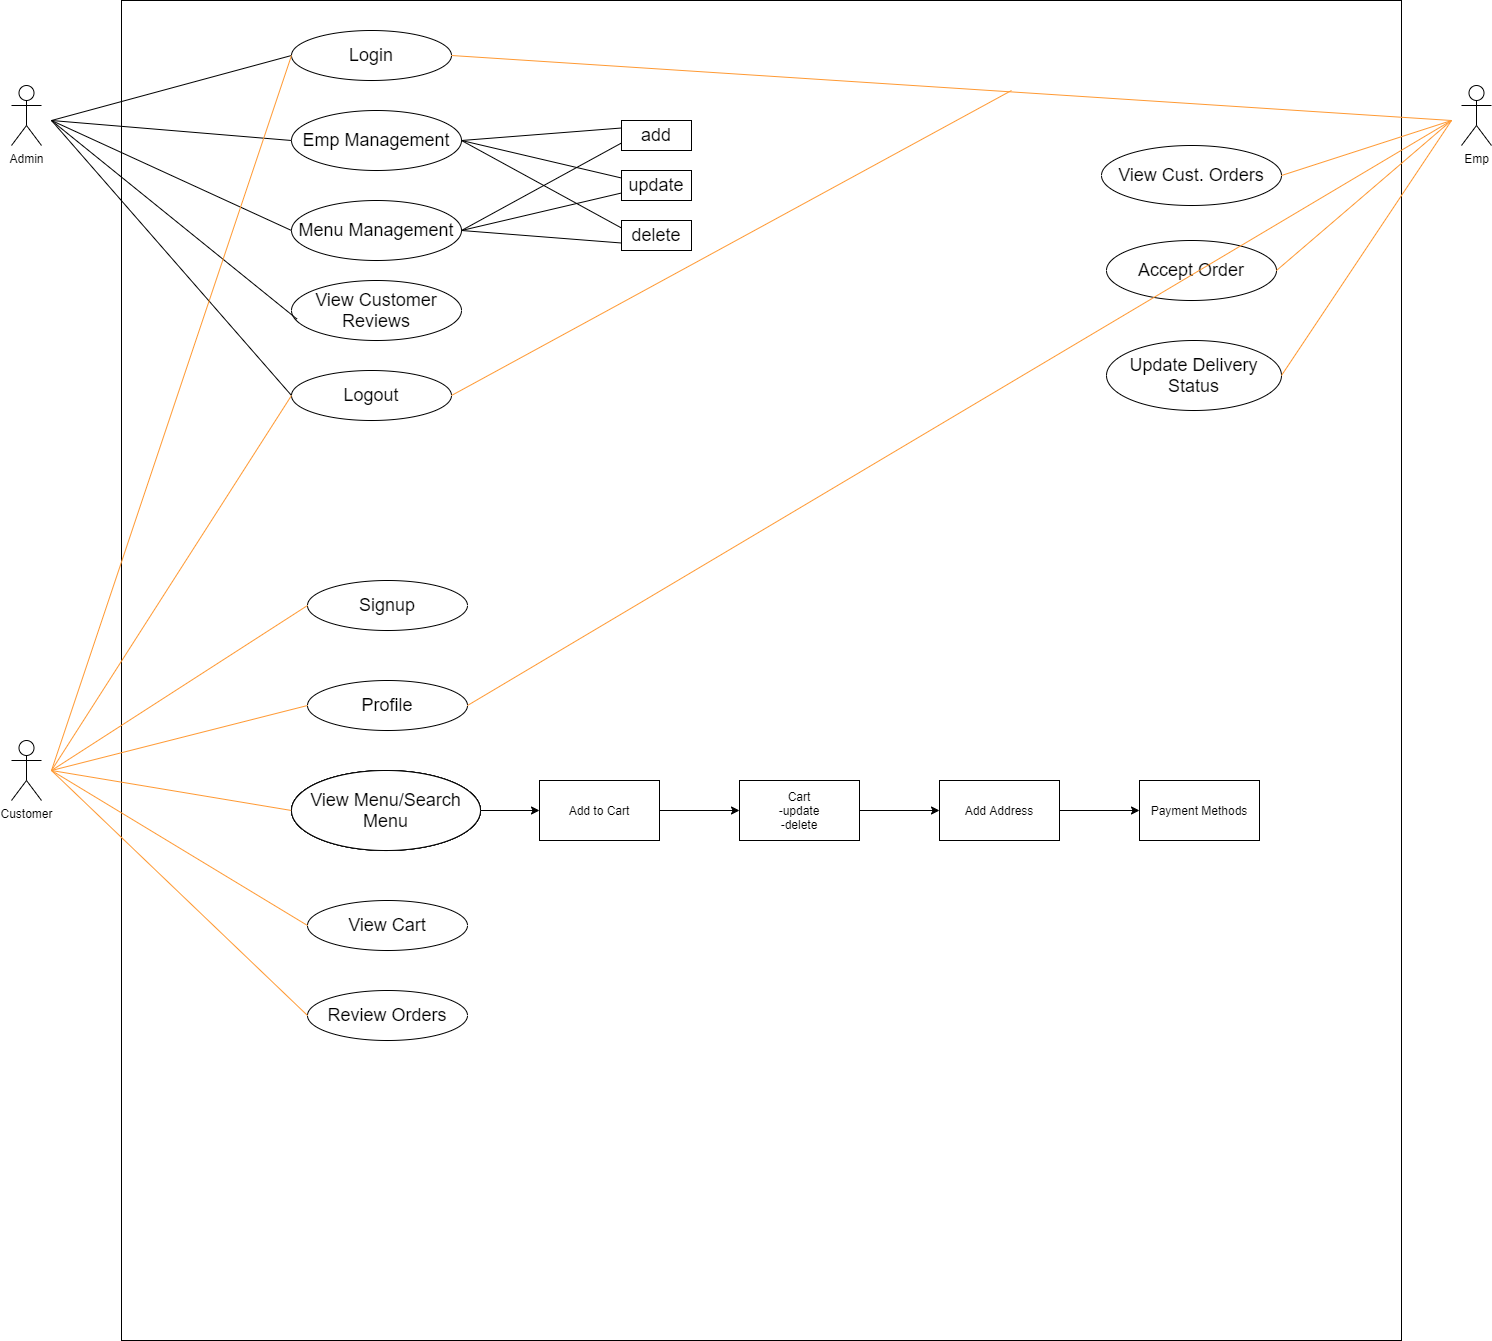 Login
Admin
Emp Management
add
update
Menu Management
delete
View Customer
Reviews
Logout
Emp
View Cust. Orders
Accept Order
Update Delivery
Status
Signup
Profile
Customer
View Menu/Search
Menu
Add to Cart
Cart
-update
-delete
Add Address
Payment Methods
View Cart
Review Orders